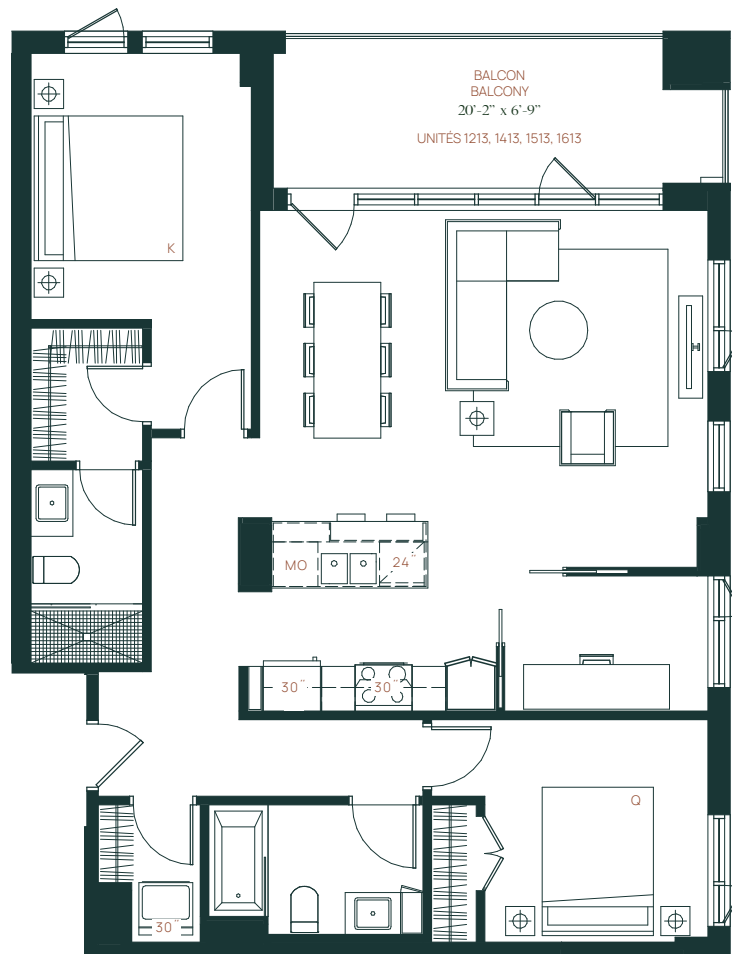 BALCON
BALCONY
20'-2" x 6'-9"
UNITÉS 1213, 1413, 1513, 1613
K
MO
24"
30"
30"
Q
30"